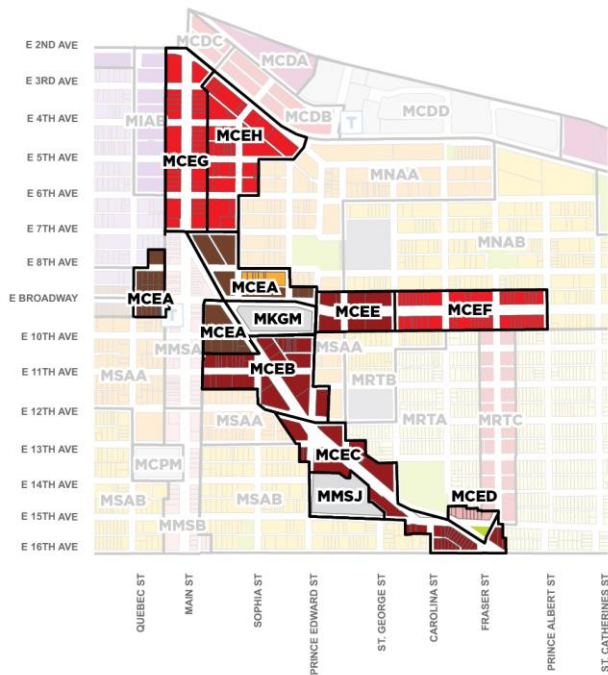 E 2ND AVE
MCDC
MCDA
E 3RD AVE
MCDB
MCDD
E 4TH AVE
MIAB
MCEH
T
E 5TH AVE
MCEG
MNAA
E 6TH AVE
E 7TH AVE
MNAB
E 8TH AVE
MCEA
MCEA
E BROADWAY
MKGM
MCEE
MCEF
T
MCEA
E 10TH AVE
MMSA
MSAA
MSAA
E 11TH AVE
MCEB
MRTB
E 12TH AVE
MSAA
MRTA
MRTC
E 13TH AVE
MCEC
MCPM
E 14TH AVE
MSAB
MSAB
MMSJ
MCED
E 15TH AVE
MMSB
E 16TH AVE
QUEBEC ST
MAIN ST
SOPHIA ST
PRINCE EDWARD ST
ST. GEORGE ST
CAROLINA ST
FRASER ST
PRINCE ALBERT ST
ST. CATHERINES ST